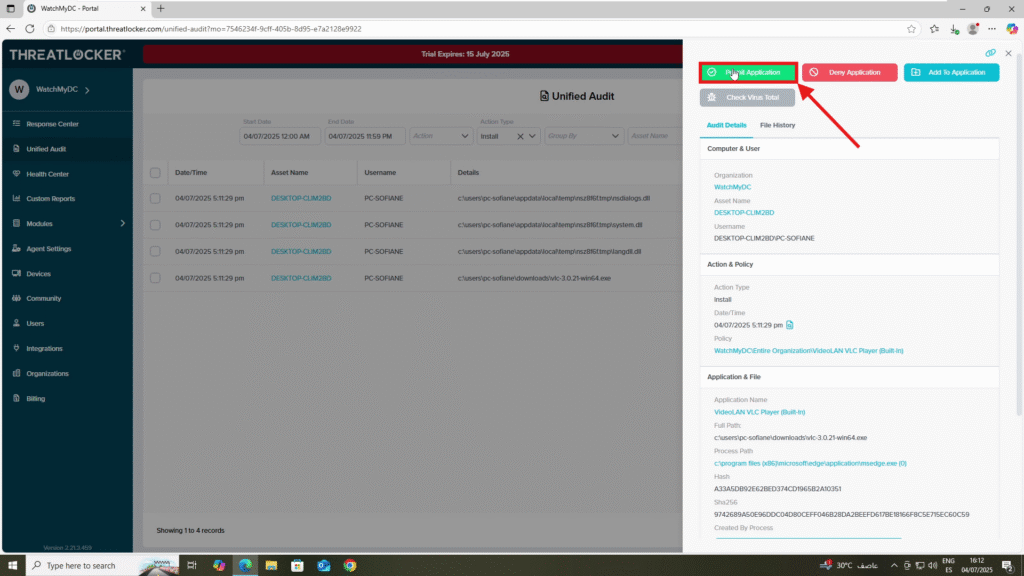 WatchMyDC - Portal
https://portal.threatlocker.com/unified-audit?mo=7546234f-9cff-405b-8d95-e7a2128e9922
THREATLOCKER
Trial Expires: 15 July 2025
W WatchMyDC
Response Center
Unified Audit
Health Center
Custom Reports
Modules
Agent Settings
Devices
Community
Users
Integrations
Organizations
Billing
Version 2.21.3.459
Unified Audit
Start Date End Date Action Type
04/07/2025 12:00 AM 04/07/2025 11:59 PM Action Install Group By Asset Name
Date/Time Asset Name Username Details
04/07/2025 5:11:29 pm DESKTOP-CLIM2BD PC-SOFIANE c:\users\pc-sofiane\appdata\local\temp\nsz8f6f.tmp\nsdialogs.dll
04/07/2025 5:11:29 pm DESKTOP-CLIM2BD PC-SOFIANE c:\users\pc-sofiane\appdata\local\temp\nsz8f6f.tmp\system.dll
04/07/2025 5:11:29 pm DESKTOP-CLIM2BD PC-SOFIANE c:\users\pc-sofiane\appdata\local\temp\nsz8f6f.tmp\langdll.dll
04/07/2025 5:11:29 pm DESKTOP-CLIM2BD PC-SOFIANE c:\users\pc-sofiane\downloads\vlc-3.0.21-win64.exe
Showing 1 to 4 records
Application Deny Application Add To Application
Check Virus Total
Audit Details File History
Computer & User
Organization
WatchMyDC
Asset Name
DESKTOP-CLIM2BD
Username
DESKTOP-CLIM2BD\PC-SOFIANE
Action & Policy
Action Type
Install
Date/Time
04/07/2025 5:11:29 pm
Policy
WatchMyDC\Entire Organization\VideoLAN VLC Player (Built-In)
Application & File
Application Name
VideoLAN VLC Player (Built-In)
Full Path
c:\users\pc-sofiane\downloads\vlc-3.0.21-win64.exe
Process Path
c:\program files (x86)\microsoft\edge\application\msedge.exe (0)
Hash
A33A5DB92E62BED374CD1965B2A10351
Sha256
9742689A50E96DDC04D80CEFF046B28DA2BEEFD617BE18166F8C5E715EC60C59
Created By Process
Type here to search
30°C عاصف
ENG
ES
16:12
04/07/2025